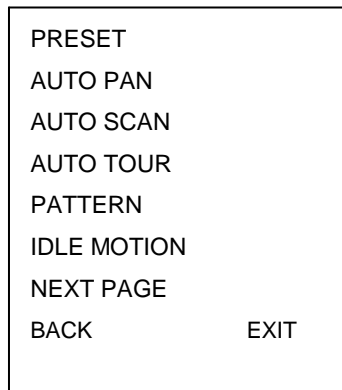 PRESET
AUTO PAN
AUTO SCAN
AUTO TOUR
PATTERN
IDLE MOTION
NEXT PAGE
BACK EXIT